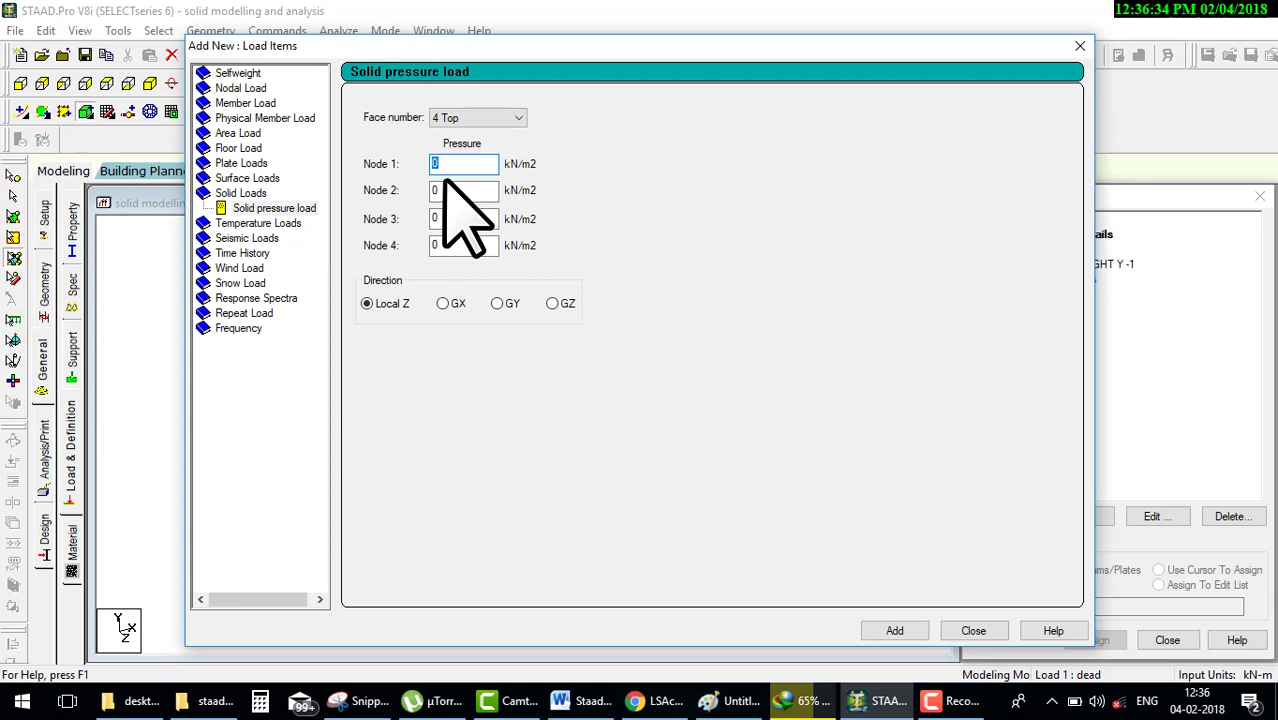 STAAD.Pro V8i (SELECTseries 6) - solid modelling and analysis
12:36:34 PM 02/04/2018
File Edit View Tools Select Geometry Commands Analyze Mode Window Help
Add New : Load Items
Selfweight
Nodal Load
Member Load
Physical Member Load
Area Load
Floor Load
Plate Loads
Surface Loads
Solid Loads
Solid pressure load
Temperature Loads
Seismic Loads
Time History
Wind Load
Snow Load
Response Spectra
Repeat Load
Frequency
Solid pressure load
Face number: 4 Top
Pressure
Node 1: 0 kN/m2
Node 2: 0 kN/m2
Node 3: 0 kN/m2
Node 4: 0 kN/m2
Direction
Local Z GX GY GZ
Add Close Help
Modeling Building Plann
solid modellin
Setup
Geometry
General
Analysis/Print
Design
Property
Spec
Support
Load & Definition
Material
Y
X
Z
ails
GHT Y -1
Edit ... Delete...
ams/Plates Use Cursor To Assign
Assign To Edit List
ign Close Help
For Help, press F1
Modeling Mo Load 1 : dead Input Units: kN-m
deskt... staad... 99+ Snipp... µTorr... Camt... Staad... LSAc... Untitl... 65% ... STAA... Reco...
ENG 12:36
04-02-2018
2